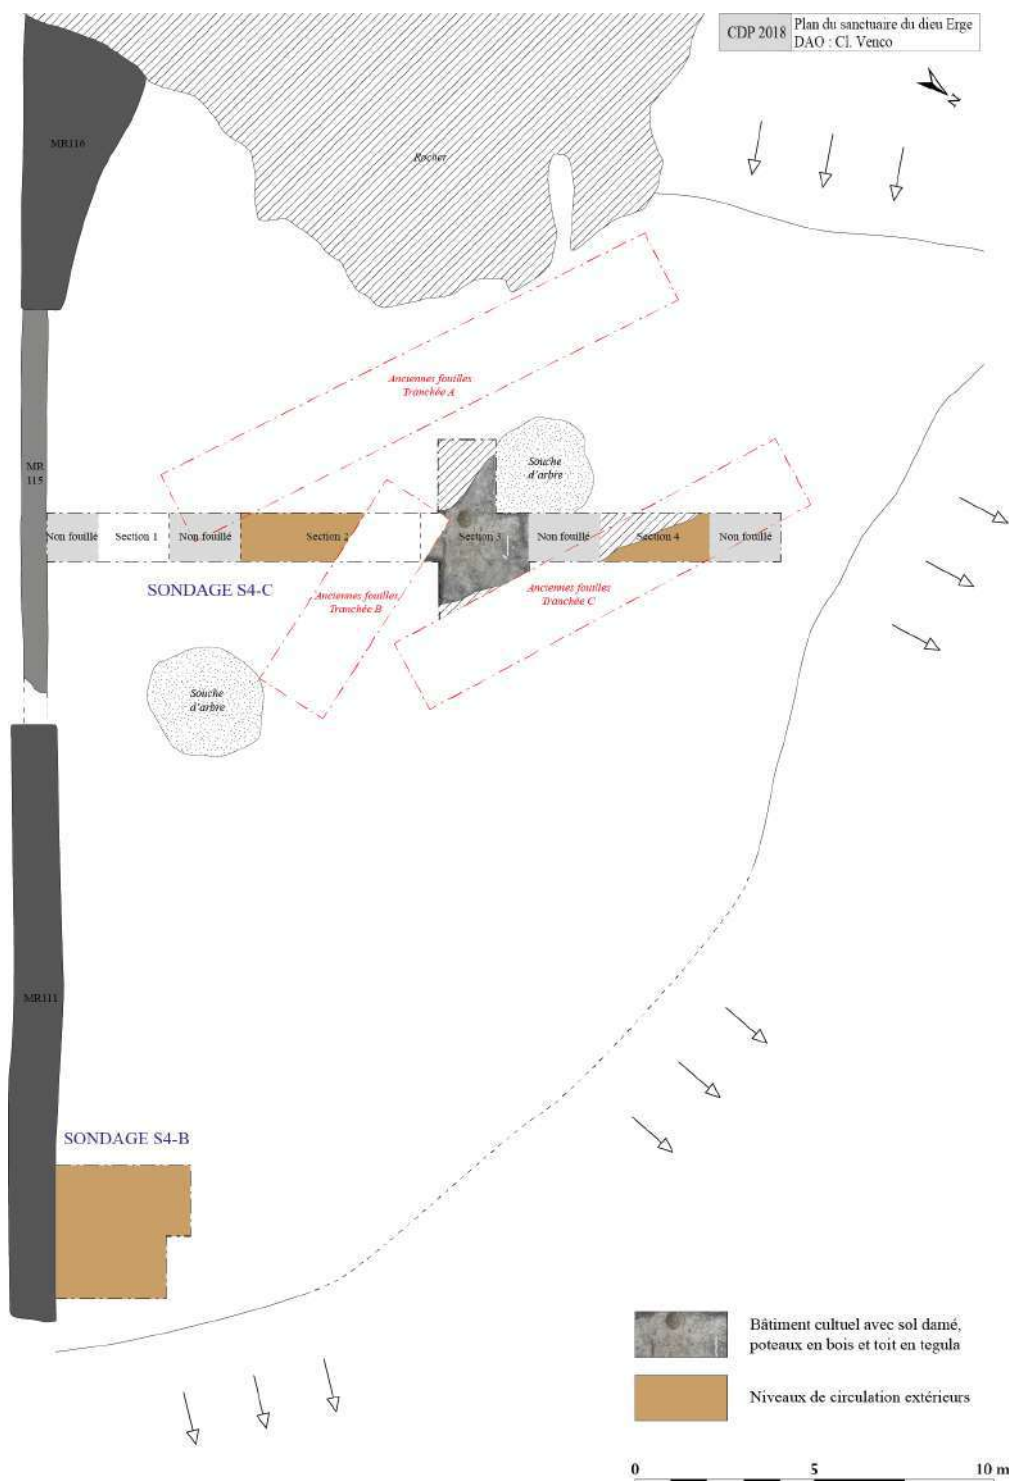 CDP 2018
Plan du sanctuaire du dieu Erge
DAO : Cl. Venco
N
MR116
Rocher
Anciennes fouilles
Tranchée A
MR
115
Souche
d'arbre
Non fouillé
Section 1
Non fouillé
Section 2
Section 3
Non fouillé
Section 4
Non fouillé
SONDAGE S4-C
Anciennes fouilles
Tranchée B
Anciennes fouilles
Tranchée C
Souche
d'arbre
MR111
SONDAGE S4-B
Bâtiment cultuel avec sol damé,
poteaux en bois et toit en tegula
Niveaux de circulation extérieurs
0 5 10 m